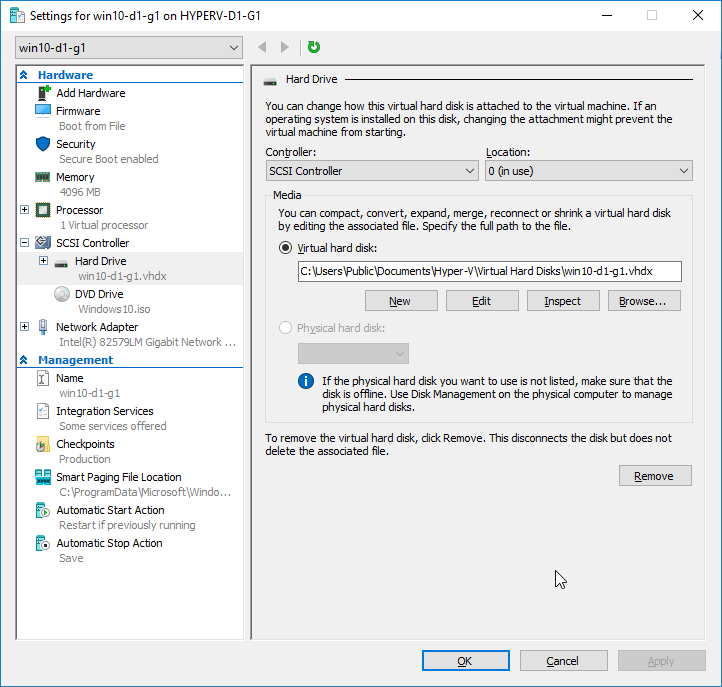 Settings for win10-d1-g1 on HYPERV-D1-G1
win10-d1-g1
Hardware
Add Hardware
Firmware
Boot from File
Security
Secure Boot enabled
Memory
4096 MB
Processor
1 Virtual processor
SCSI Controller
Hard Drive
win10-d1-g1.vhdx
DVD Drive
Windows10.iso
Network Adapter
Intel(R) 82579LM Gigabit Network ...
Management
Name
win10-d1-g1
Integration Services
Some services offered
Checkpoints
Production
Smart Paging File Location
C:\ProgramData\Microsoft\Windo...
Automatic Start Action
Restart if previously running
Automatic Stop Action
Save
Hard Drive
You can change how this virtual hard disk is attached to the virtual machine. If an
operating system is installed on this disk, changing the attachment might prevent the
virtual machine from starting.
Controller: Location:
SCSI Controller 0 (in use)
Media
You can compact, convert, expand, merge, reconnect or shrink a virtual hard disk
by editing the associated file. Specify the full path to the file.
Virtual hard disk:
C:\Users\Public\Documents\Hyper-V\Virtual Hard Disks\win10-d1-g1.vhdx
New Edit Inspect Browse...
Physical hard disk:
If the physical hard disk you want to use is not listed, make sure that the
disk is offline. Use Disk Management on the physical computer to manage
physical hard disks.
To remove the virtual hard disk, click Remove. This disconnects the disk but does not
delete the associated file.
Remove
OK Cancel Apply